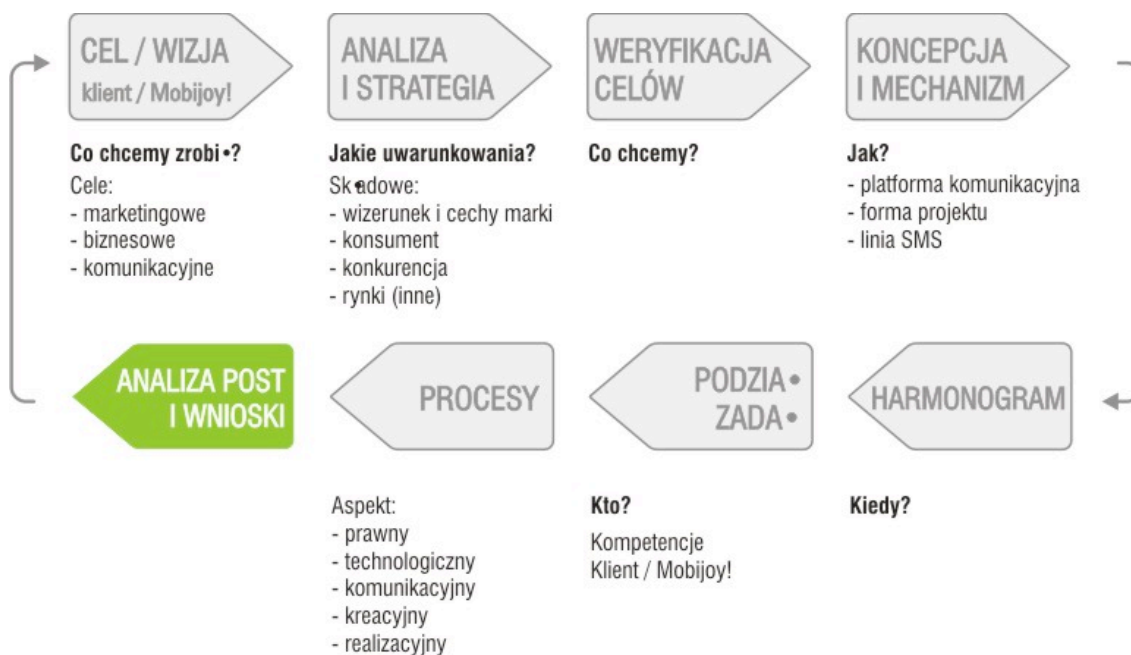 CEL / WIZJA
klient / Mobijoy!
ANALIZA
I STRATEGIA
WERYFIKACJA
CELÓW
KONCEPCJA
I MECHANIZM
Co chcemy zrobi•?
Cele:
- marketingowe
- biznesowe
- komunikacyjne
Jakie uwarunkowania?
Sk•adowe:
- wizerunek i cechy marki
- konsument
- konkurencja
- rynki (inne)
Co chcemy?
Jak?
- platforma komunikacyjna
- forma projektu
- linia SMS
HARMONOGRAM
Kiedy?
PODZIA•
ZADA•
Kto?
Kompetencje
Klient / Mobijoy!
PROCESY
Aspekt:
- prawny
- technologiczny
- komunikacyjny
- kreacyjny
- realizacyjny
ANALIZA POST
I WNIOSKI